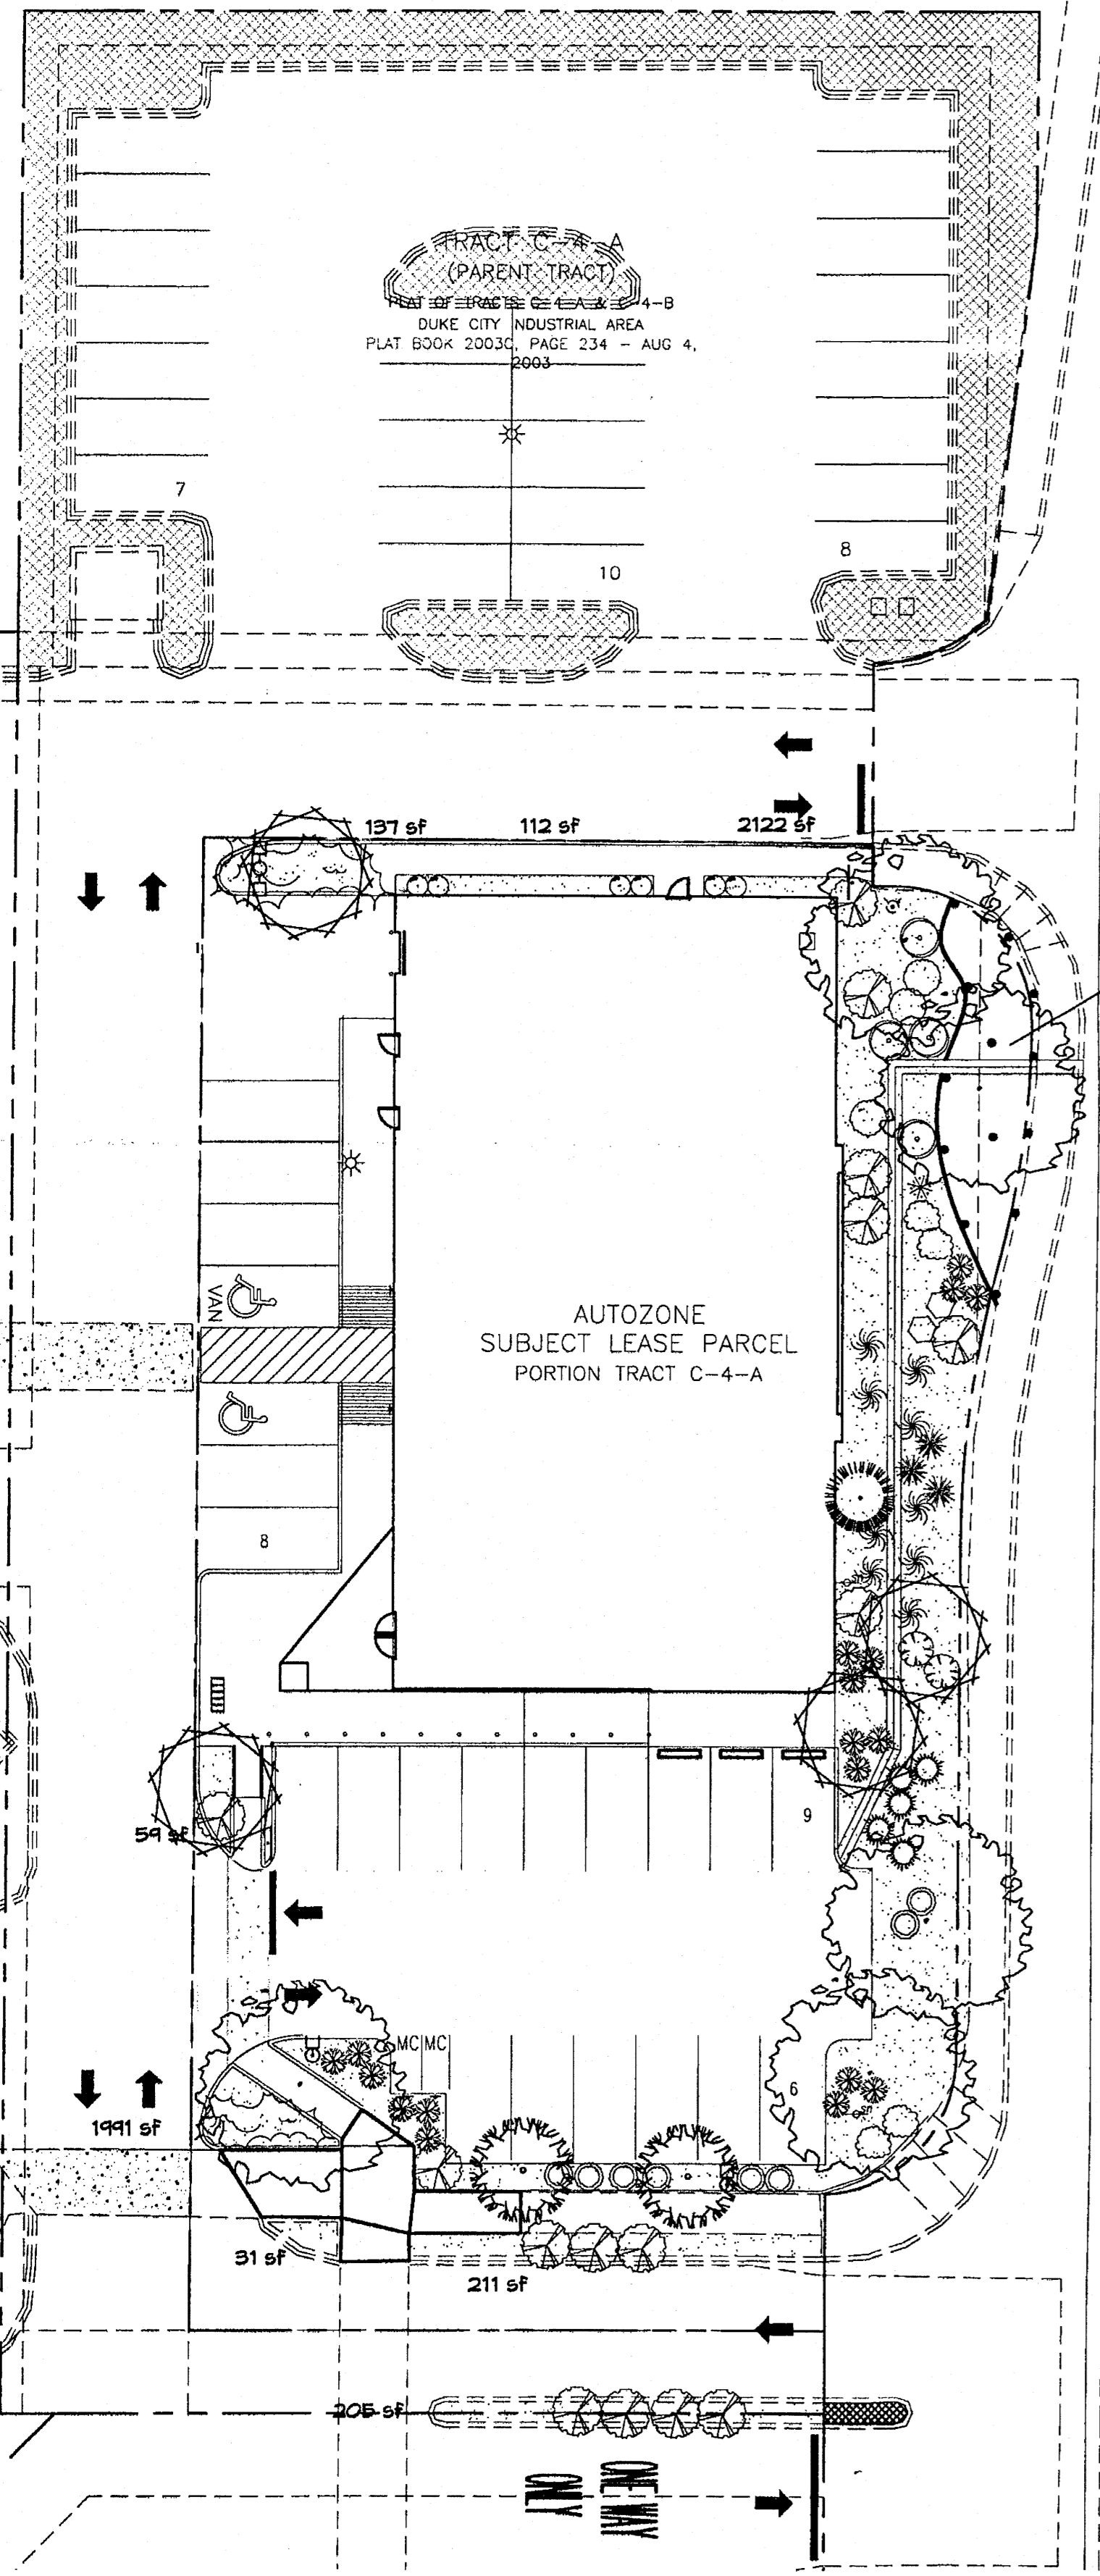 TRACT C-4-A
(PARENT TRACT)
PLAT OF TRACTS C-4-A & C-4-B
DUKE CITY INDUSTRIAL AREA
PLAT BOOK 2003C, PAGE 234 - AUG 4,
2003
7
8
10
137 sf
112 sf
2122 sf
VAN
AUTOZONE
SUBJECT LEASE PARCEL
PORTION TRACT C-4-A
8
9
59 sf
MC MC
6
1991 sf
31 sf
211 sf
205 sf
ONE WAY
ONLY